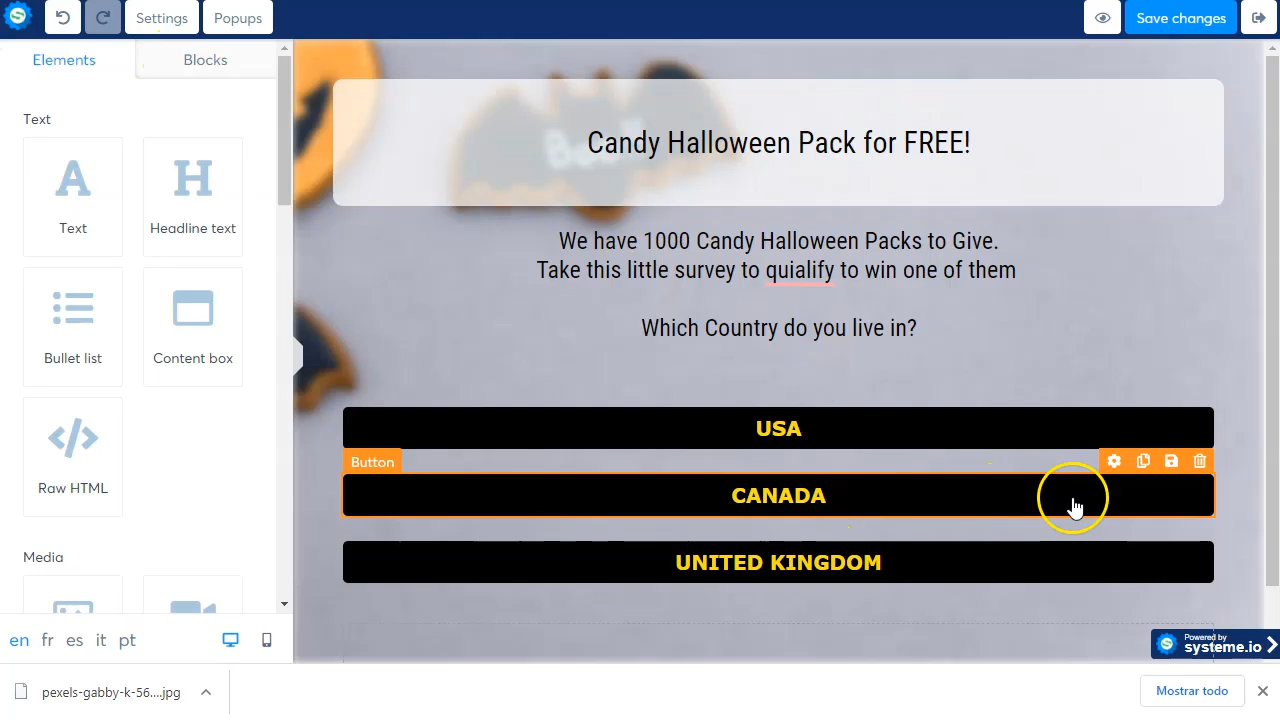 Settings
Popups
Save changes
Elements
Blocks
Text
A
H
Text
Headline text
Bullet list
Content box
</>
Raw HTML
Media
en fr es it pt
Candy Halloween Pack for FREE!
We have 1000 Candy Halloween Packs to Give.
Take this little survey to quialify to win one of them
Which Country do you live in?
USA
Button
CANADA
UNITED KINGDOM
Powered by
systeme.io
pexels-gabby-k-56....jpg
Mostrar todo